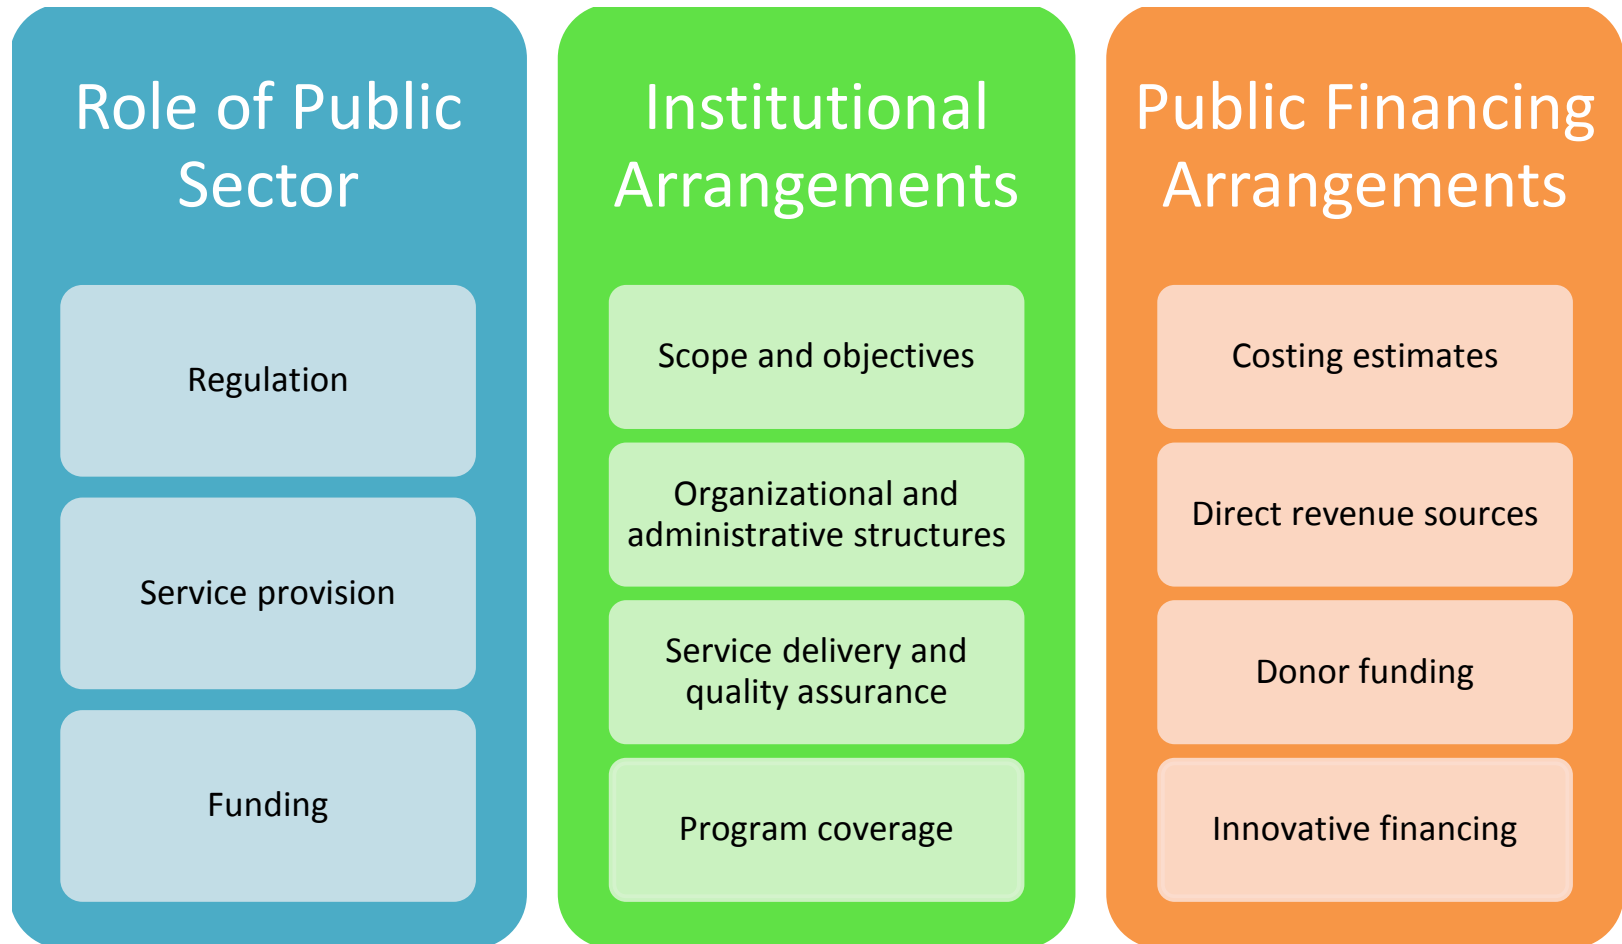 Role of Public
Sector
Regulation
Service provision
Funding
Institutional
Arrangements
Scope and objectives
Organizational and
administrative structures
Service delivery and
quality assurance
Program coverage
Public Financing
Arrangements
Costing estimates
Direct revenue sources
Donor funding
Innovative financing